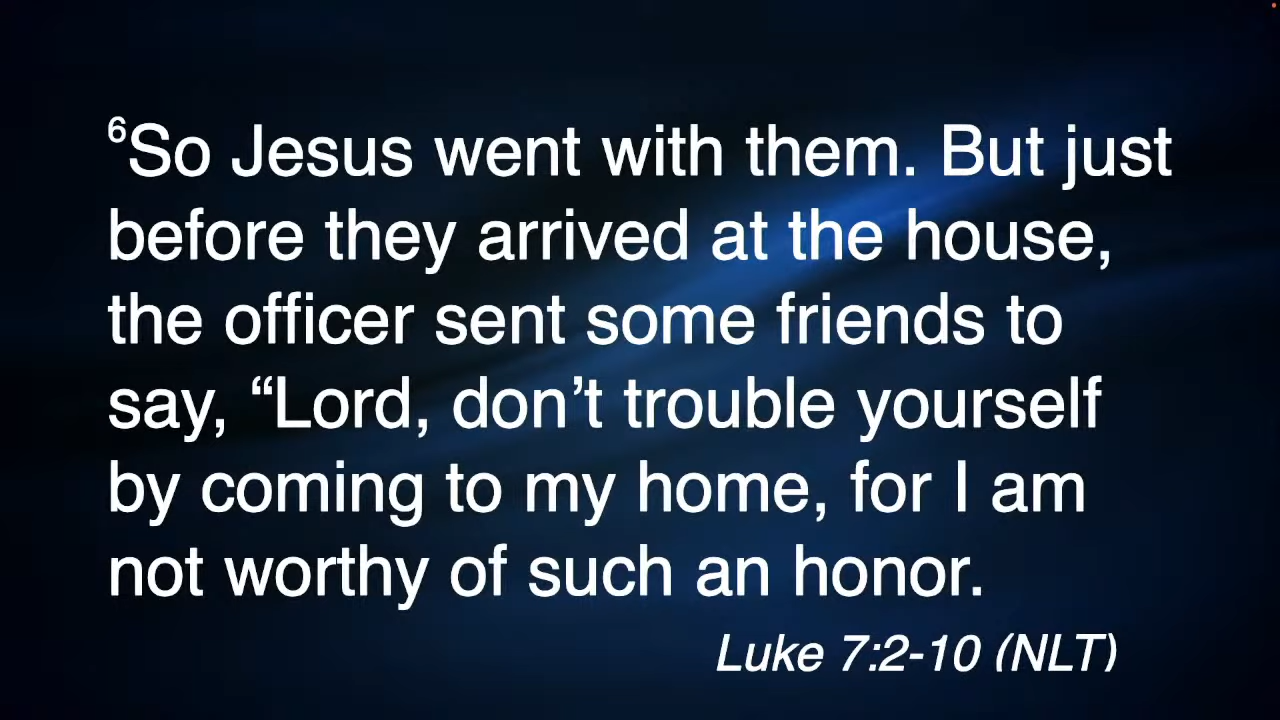 ⁶So Jesus went with them. But just
before they arrived at the house,
the officer sent some friends to
say, “Lord, don’t trouble yourself
by coming to my home, for I am
not worthy of such an honor.
Luke 7:2-10 (NLT)